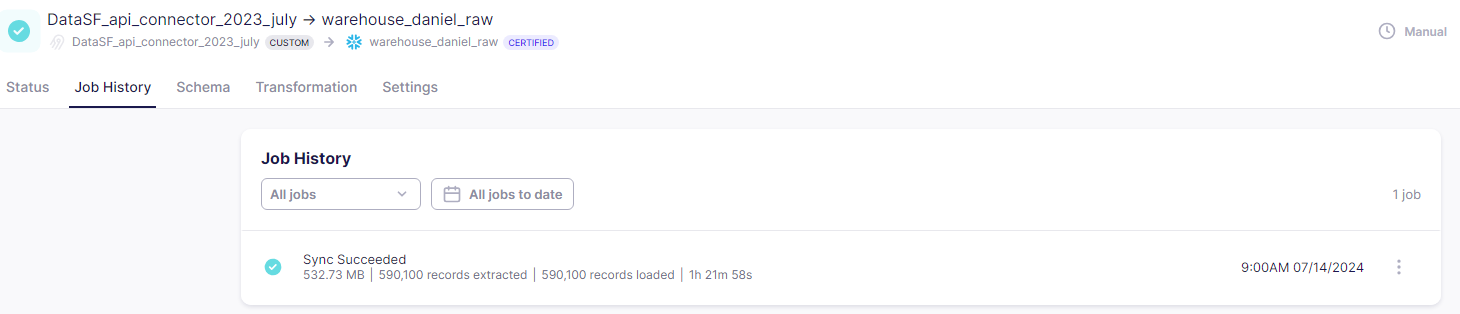 DataSF_api_connector_2023_july → warehouse_daniel_raw
DataSF_api_connector_2023_july CUSTOM → warehouse_daniel_raw CERTIFIED
Manual
Status Job History Schema Transformation Settings
Job History
All jobs All jobs to date 1 job
Sync Succeeded
532.73 MB | 590,100 records extracted | 590,100 records loaded | 1h 21m 58s
9:00AM 07/14/2024